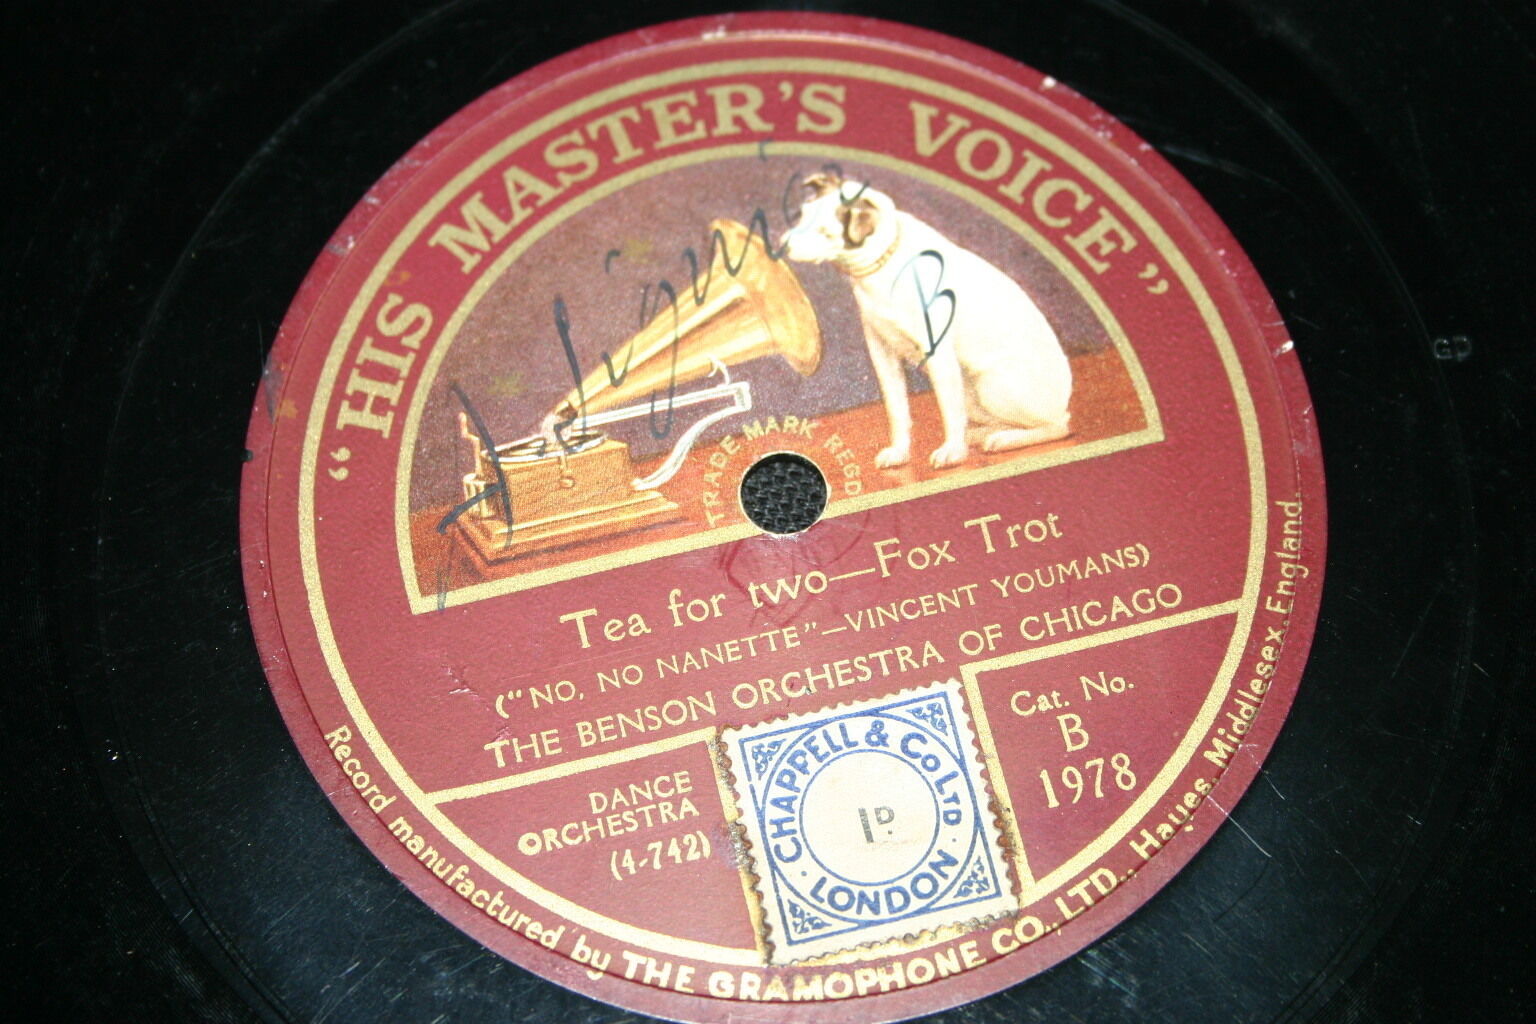 "HIS MASTER'S VOICE"
B
TRADE MARK REGD
Tea for two—Fox Trot
("NO, NO NANETTE"—VINCENT YOUMANS)
THE BENSON ORCHESTRA OF CHICAGO
DANCE
ORCHESTRA
(4-742)
CHAPPELL & CO LTD
1D.
· LONDON ·
Cat. No.
B
1978
Record manufactured by THE GRAMOPHONE CO., LTD., Hayes, Middlesex, England.